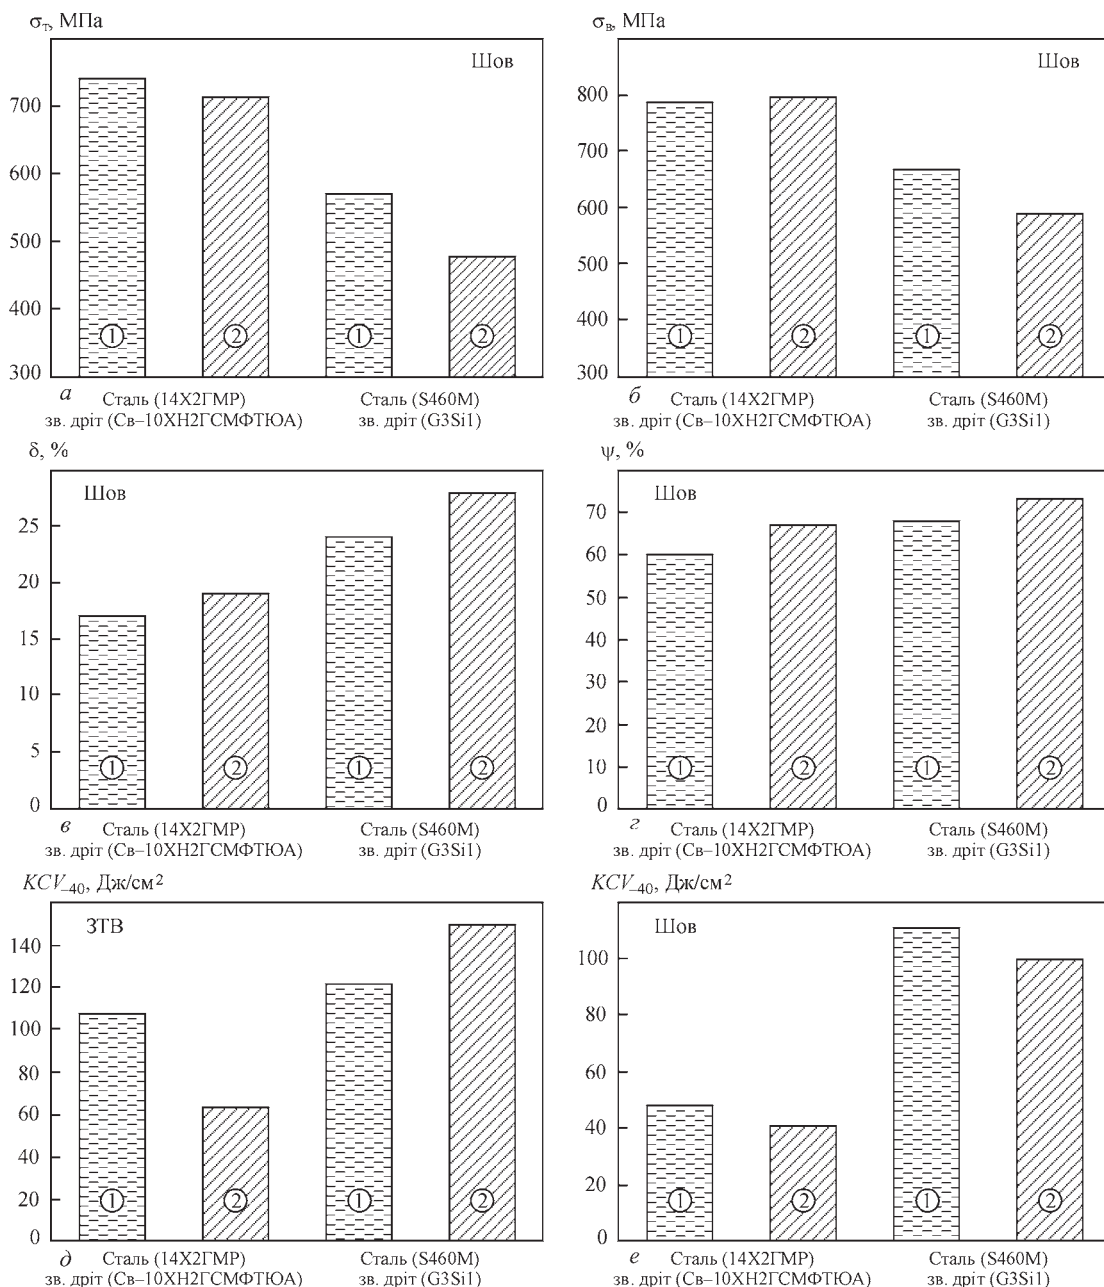 σт, МПа
Шов
700
600
500
400
300
1
2
1
2
а
Сталь (14Х2ГМР)
зв. дріт (Св–10ХН2ГСМФТЮА)
Сталь (S460M)
зв. дріт (G3Si1)
σв, МПа
Шов
800
700
600
500
400
300
1
2
1
2
б
Сталь (14Х2ГМР)
зв. дріт (Св–10ХН2ГСМФТЮА)
Сталь (S460M)
зв. дріт (G3Si1)
δ, %
Шов
25
20
15
10
5
0
1
2
1
2
в
Сталь (14Х2ГМР)
зв. дріт (Св–10ХН2ГСМФТЮА)
Сталь (S460M)
зв. дріт (G3Si1)
ψ, %
Шов
70
60
50
40
30
20
10
0
1
2
1
2
г
Сталь (14Х2ГМР)
зв. дріт (Св–10ХН2ГСМФТЮА)
Сталь (S460M)
зв. дріт (G3Si1)
KCV–40, Дж/см²
ЗТВ
140
120
100
80
60
40
20
0
1
2
1
2
д
Сталь (14Х2ГМР)
зв. дріт (Св–10ХН2ГСМФТЮА)
Сталь (S460M)
зв. дріт (G3Si1)
KCV–40, Дж/см²
Шов
100
80
60
40
20
0
1
2
1
2
е
Сталь (14Х2ГМР)
зв. дріт (Св–10ХН2ГСМФТЮА)
Сталь (S460M)
зв. дріт (G3Si1)